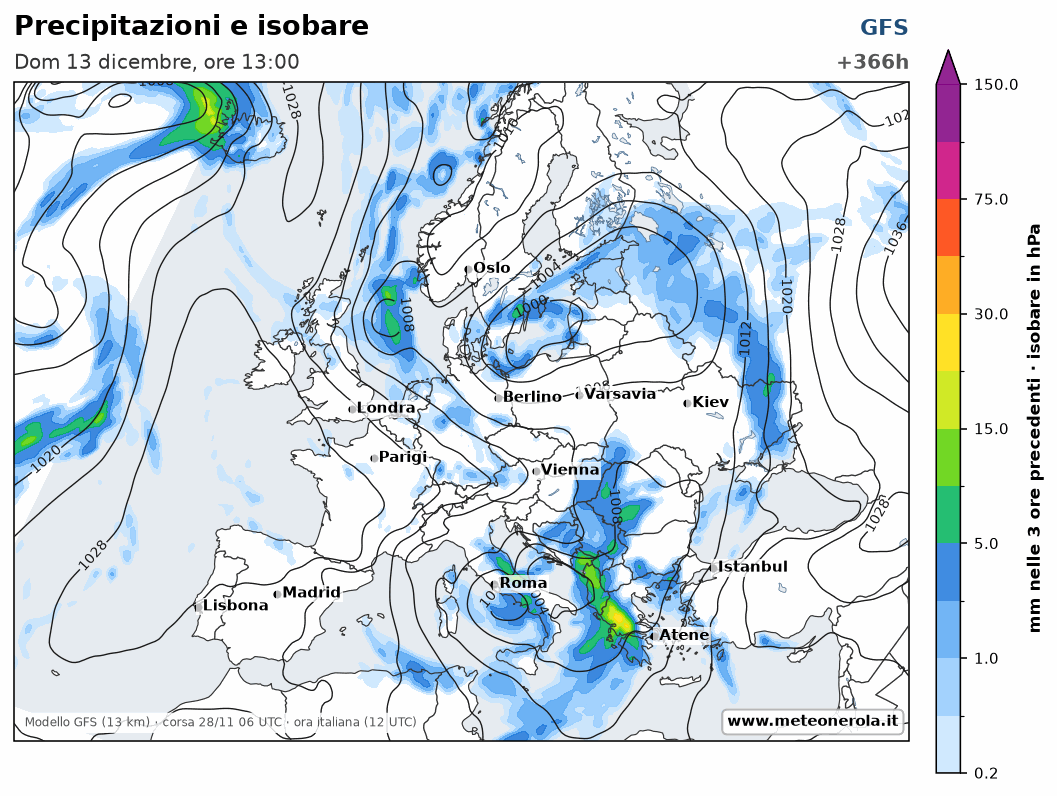 Precipitazioni e isobare
GFS
Dom 13 dicembre, ore 13:00
+366h
1028
1016
1028
1036
1004
1000
1008
1020
1012
Oslo
Berlino
Varsavia
Kiev
Londra
Parigi
Vienna
1020
1008
1028
1028
Istanbul
Roma
Madrid
Lisbona
Atene
Modello GFS (13 km) · corsa 28/11 06 UTC · ora italiana (12 UTC)
www.meteonerola.it
150.0
75.0
30.0
15.0
5.0
1.0
0.2
mm nelle 3 ore precedenti · isobare in hPa